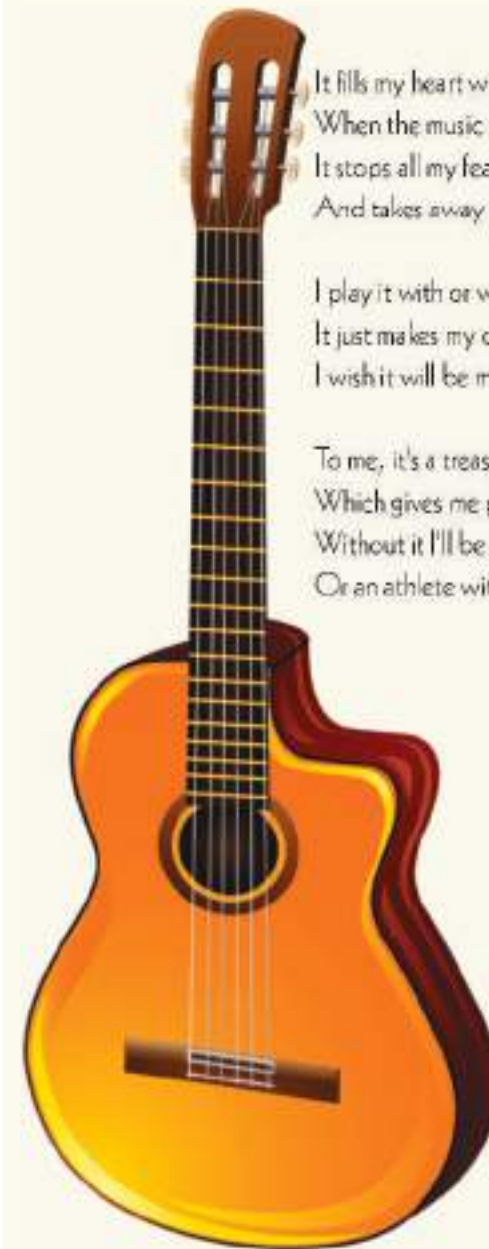 It fills my heart w
When the music
It stops all my fea
And takes away
I play it with or w
It just makes my
I wish it will be m
To me, it's a treas
Which gives me
Without it I'll be
Or an athlete wit